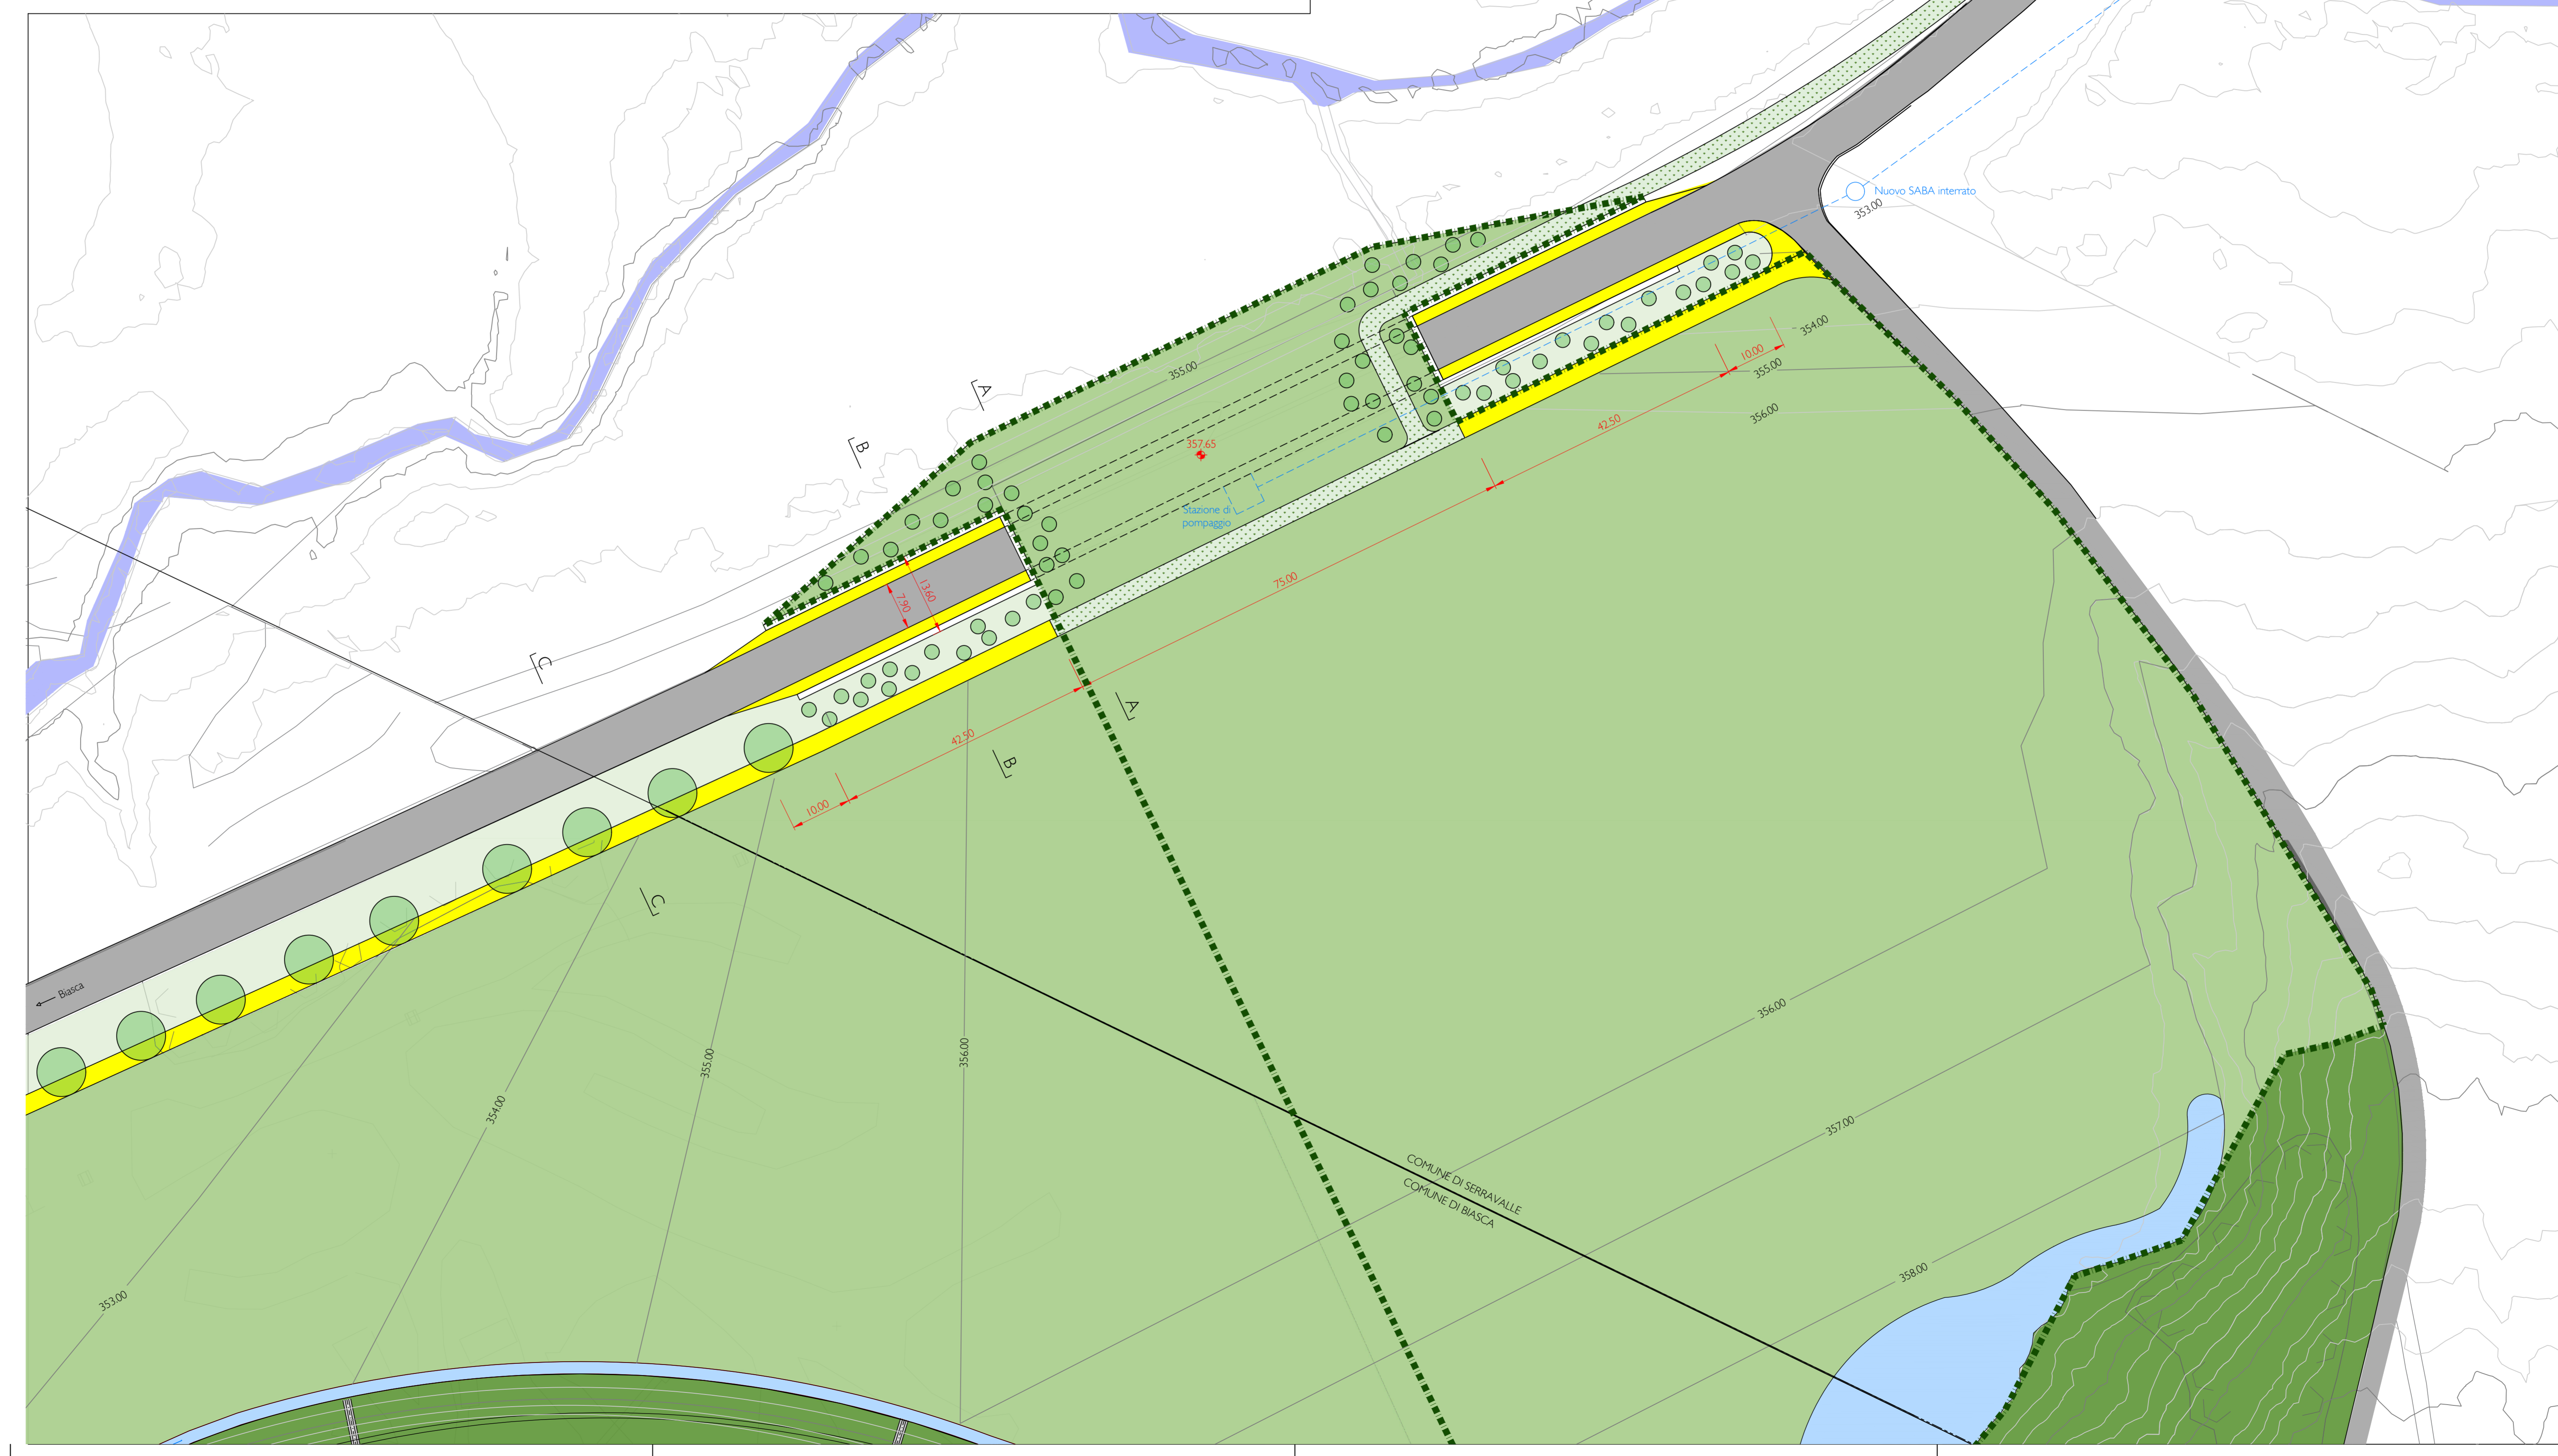 Nuovo SABA interrato
353.00
354.00
10.00
355.00
355.00
A
356.00
42.50
B
357.65
Stazione di
pompaggio
75.00
13.60
7.90
C
A
42.50
B
10.00
C
Biasca
356.00
355.00
356.00
354.00
357.00
COMUNE DI SERRAVALLE
COMUNE DI BIASCA
358.00
353.00